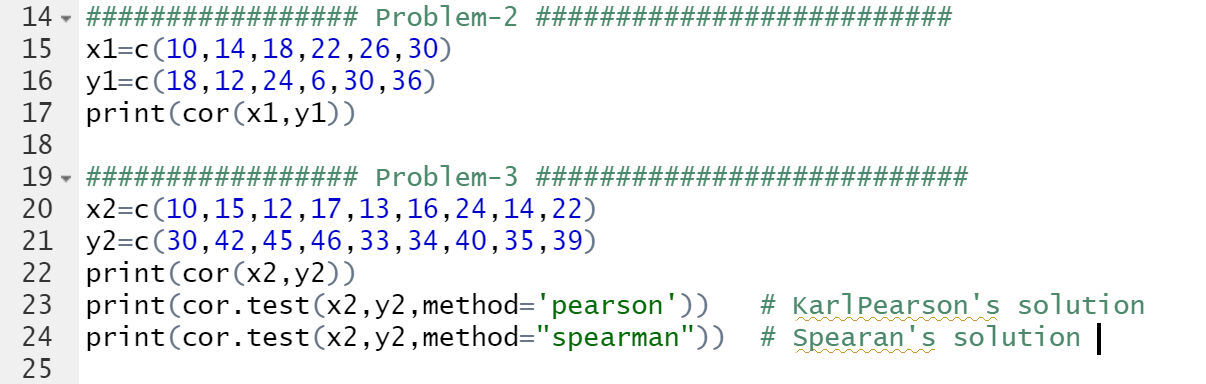 14 ################# Problem-2 ##########################
15 x1=c(10,14,18,22,26,30)
16 y1=c(18,12,24,6,30,36)
17 print(cor(x1,y1))
18
19 ################# Problem-3 ###########################
20 x2=c(10,15,12,17,13,16,24,14,22)
21 y2=c(30,42,45,46,33,34,40,35,39)
22 print(cor(x2,y2))
23 print(cor.test(x2,y2,method='pearson')) # KarlPearson's solution
24 print(cor.test(x2,y2,method="spearman")) # Spearan's solution
25